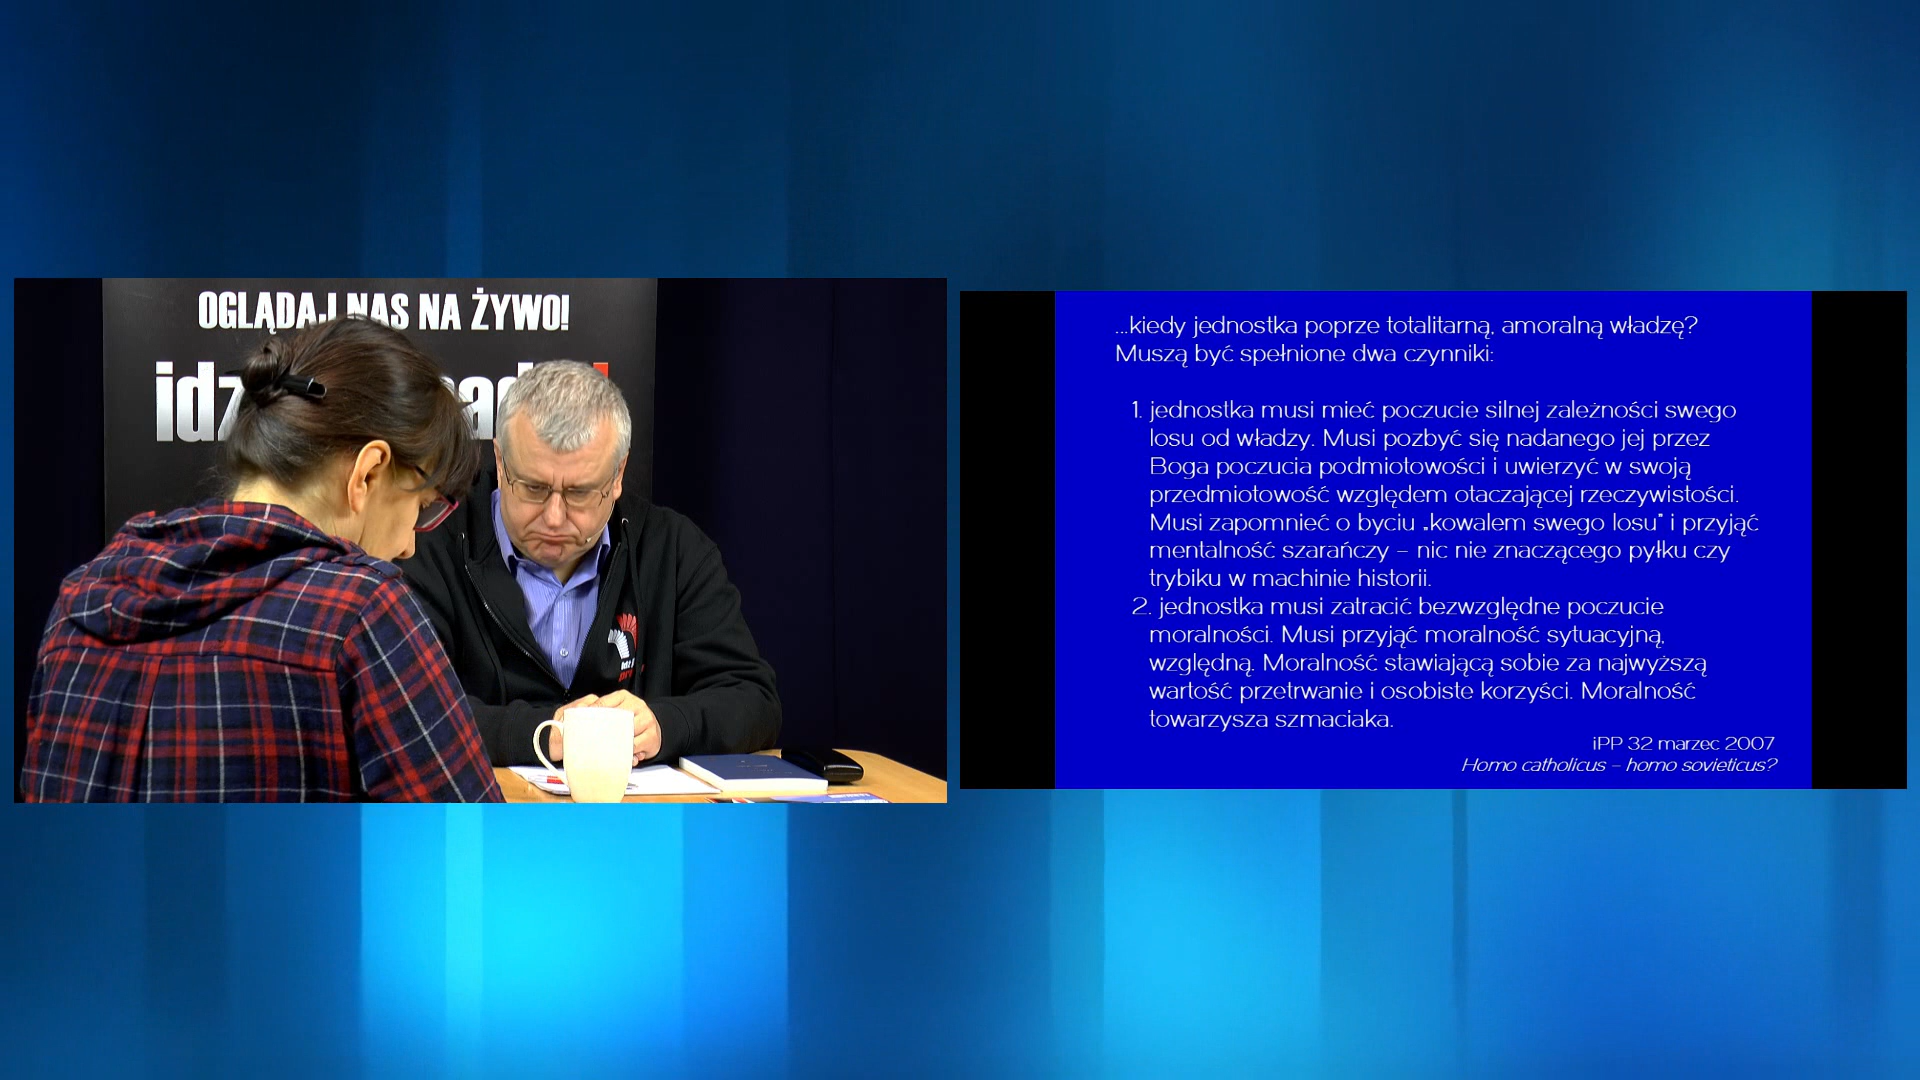 OGLĄDAJ NAS NA ŻYWO!
idź
...kiedy jednostka poprze totalitarną, amoralną władzę?
Muszą być spełnione dwa czynniki:
1. jednostka musi mieć poczucie silnej zależności swego
losu od władzy. Musi pozbyć się nadanego jej przez
Boga poczucia podmiotowości i uwierzyć w swoją
przedmiotowość względem otaczającej rzeczywistości.
Musi zapomnieć o byciu „kowalem swego losu” i przyjąć
mentalność szarańczy – nic nie znaczącego pyłku czy
trybiku w machinie historii.
2. jednostka musi zatracić bezwzględne poczucie
moralności. Musi przyjąć moralność sytuacyjną,
względną. Moralność stawiającą sobie za najwyższą
wartość przetrwanie i osobiste korzyści. Moralność
towarzysza szmaciaka.
iPP 32 marzec 2007
Homo catholicus – homo sovieticus?